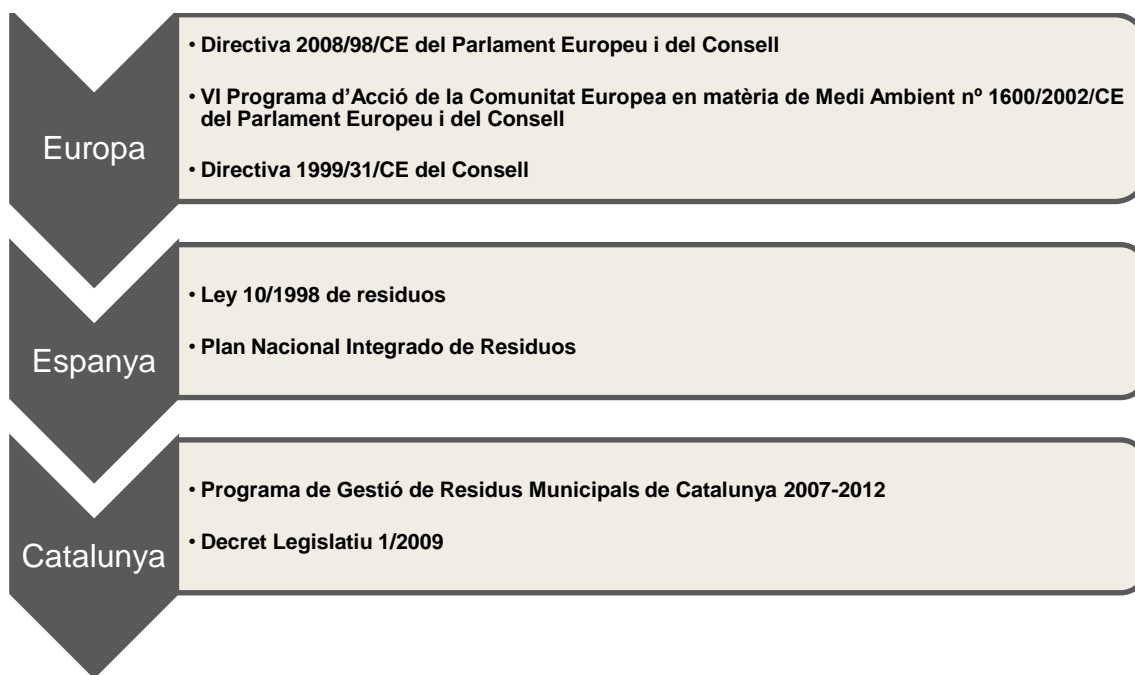 Europa
• Directiva 2008/98/CE del Parlament Europeu i del Consell
• VI Programa d’Acció de la Comunitat Europea en matèria de Medi Ambient nº 1600/2002/CE
del Parlament Europeu i del Consell
• Directiva 1999/31/CE del Consell
Espanya
• Ley 10/1998 de residuos
• Plan Nacional Integrado de Residuos
Catalunya
• Programa de Gestió de Residus Municipals de Catalunya 2007-2012
• Decret Legislatiu 1/2009